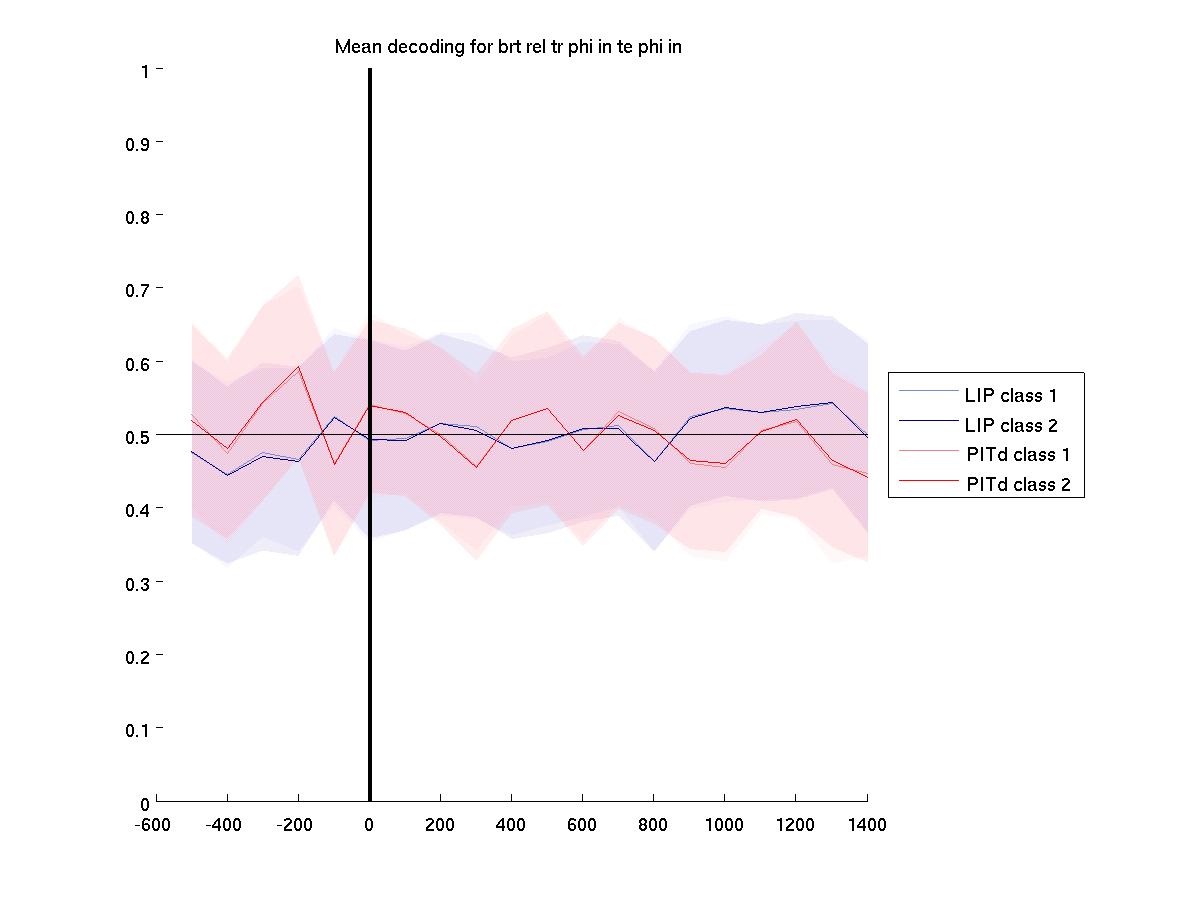 Mean decoding for brt rel tr phi in te phi in
1
0.9
0.8
0.7
0.6
0.5
0.4
0.3
0.2
0.1
0
-600 -400 -200 0 200 400 600 800 1000 1200 1400
LIP class 1
LIP class 2
PITd class 1
PITd class 2